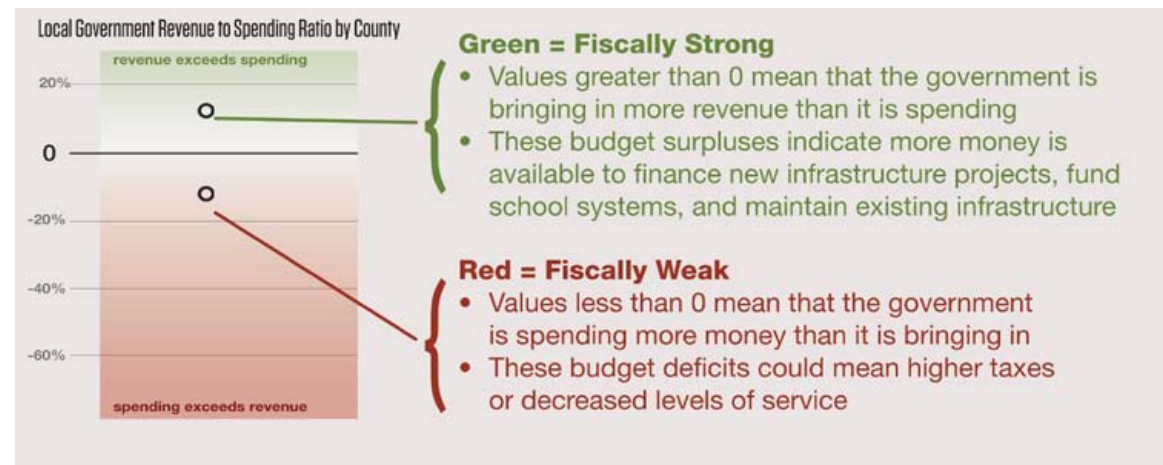 Local Government Revenue to Spending Ratio by County
revenue exceeds spending
20%
0
-20%
-40%
-60%
spending exceeds revenue
Green = Fiscally Strong
• Values greater than 0 mean that the government is
bringing in more revenue than it is spending
• These budget surpluses indicate more money is
available to finance new infrastructure projects, fund
school systems, and maintain existing infrastructure
Red = Fiscally Weak
• Values less than 0 mean that the government
is spending more money than it is bringing in
• These budget deficits could mean higher taxes
or decreased levels of service